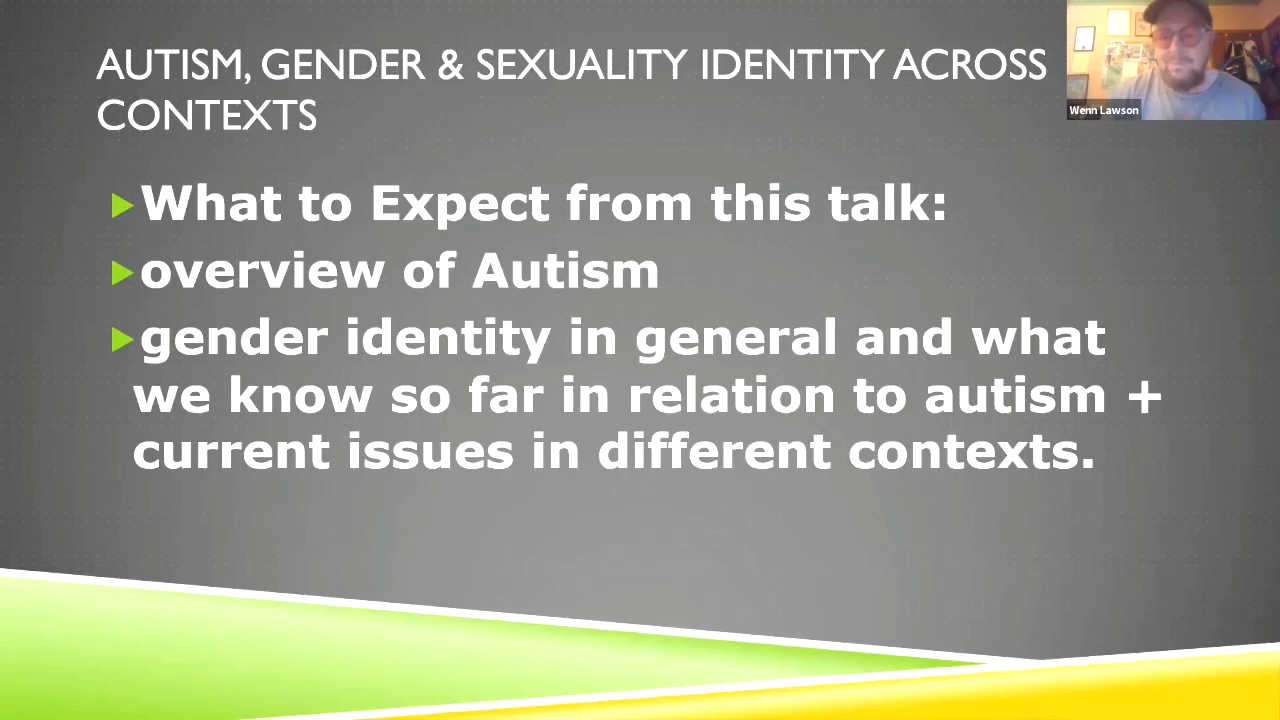 AUTISM, GENDER & SEXUALITY IDENTITY ACROSS
CONTEXTS
Wenn Lawson
What to Expect from this talk:
overview of Autism
gender identity in general and what
we know so far in relation to autism +
current issues in different contexts.